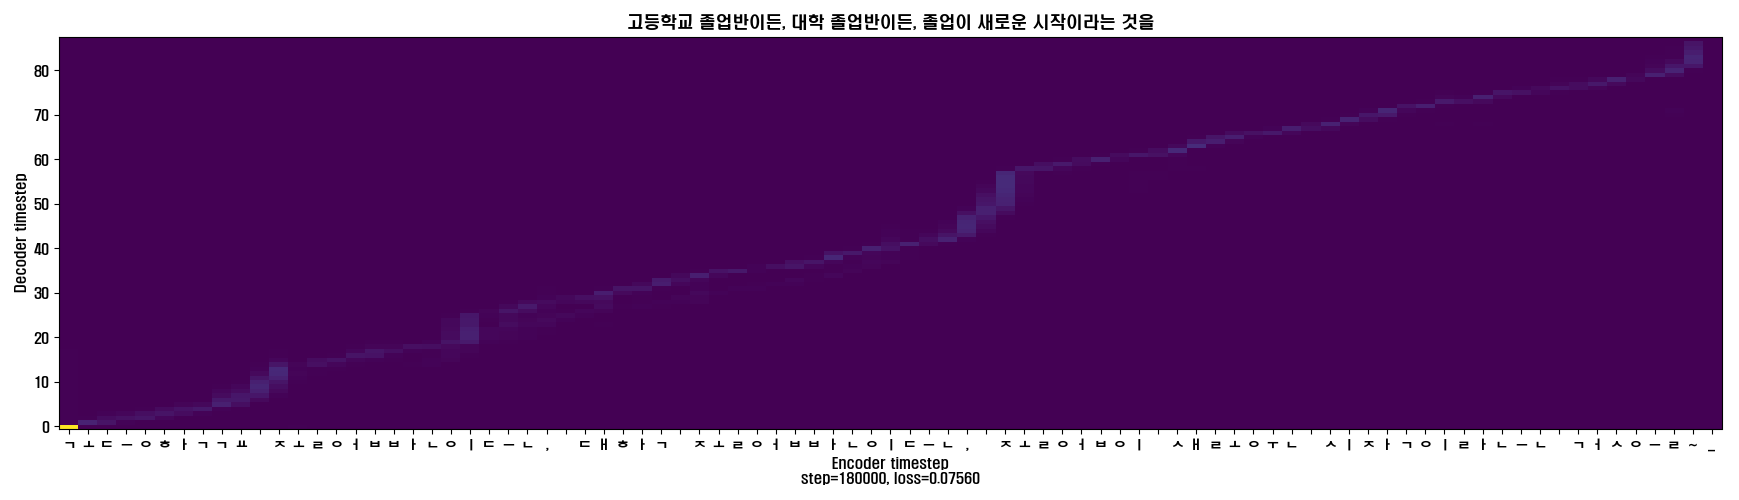 고등학교 졸업반이든, 대학 졸업반이든, 졸업이 새로운 시작이라는 것을
80
70
60
50
40
30
20
10
0
Decoder timestep
ㄱ ㅗ ㄷ ㅡ ㅇ ㅎ ㅏ ㄱ ㄱ ㅛ ㅈ ㅗ ㄹ ㅇ ㅓ ㅂ ㅂ ㅏ ㄴ ㅇ ㅣ ㄷ ㅡ ㄴ , ㄷ ㅐ ㅎ ㅏ ㄱ ㅈ ㅗ ㄹ ㅇ ㅓ ㅂ ㅂ ㅏ ㄴ ㅇ ㅣ ㄷ ㅡ ㄴ , ㅈ ㅗ ㄹ ㅇ ㅓ ㅂ ㅇ ㅣ ㅅ ㅐ ㄹ ㅗ ㅇ ㅜ ㄴ ㅅ ㅣ ㅈ ㅏ ㄱ ㅇ ㅣ ㄹ ㅏ ㄴ ㅡ ㄴ ㄱ ㅓ ㅅ ㅇ ㅡ ㄹ ~ _
Encoder timestep
step=180000, loss=0.07560